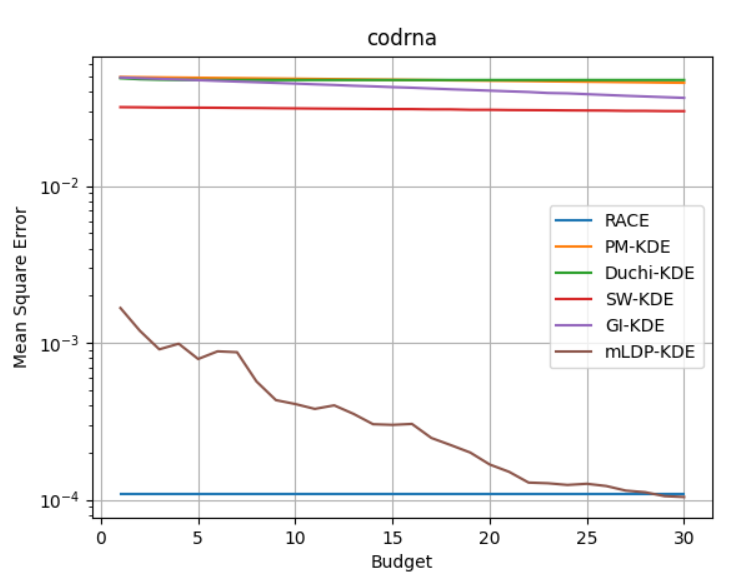 codrna
Mean Square Error
10⁻²
10⁻³
10⁻⁴
RACE
PM-KDE
Duchi-KDE
SW-KDE
GI-KDE
mLDP-KDE
0 5 10 15 20 25 30
Budget